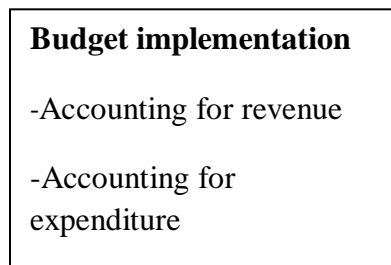 Budget implementation
-Accounting for revenue
-Accounting for
expenditure